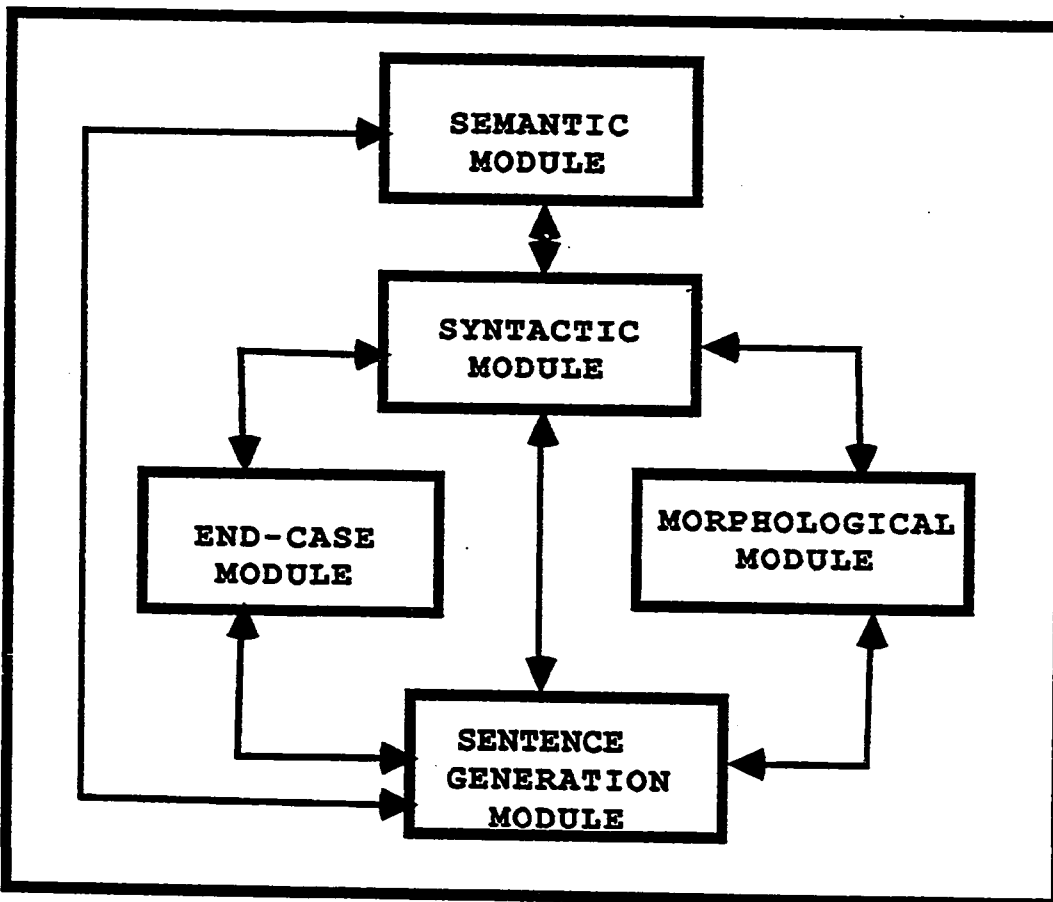 SEMANTIC
MODULE
SYNTACTIC
MODULE
END-CASE
MODULE
MORPHOLOGICAL
MODULE
SENTENCE
GENERATION
MODULE